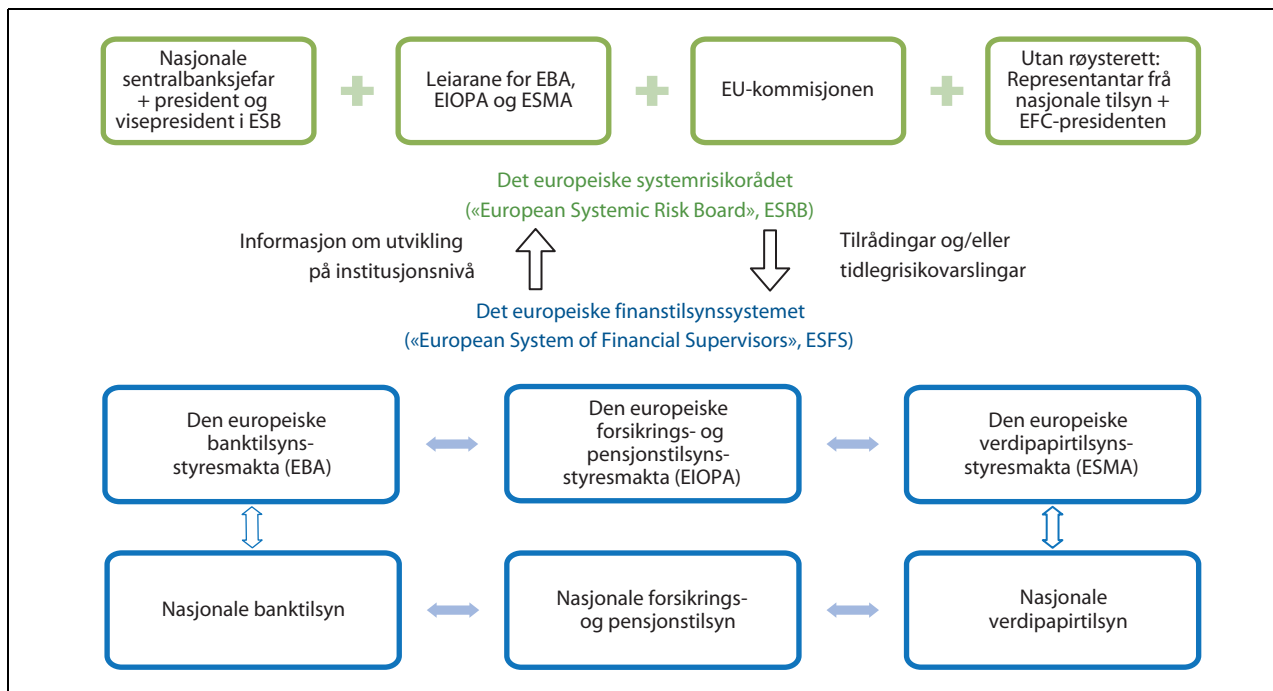 Nasjonale
sentralbanksjefar
+ president og
visepresident i ESB
Leiarane for EBA,
EIOPA og ESMA
EU-kommisjonen
Utan røysterett:
Representantar frå
nasjonale tilsyn +
EFC-presidenten
Det europeiske systemrisikorådet
(«European Systemic Risk Board», ESRB)
Informasjon om utvikling
på institusjonsnivå
Tilrådingar og/eller
tidlegrisikovarslingar
Det europeiske finanstilsynssystemet
(«European System of Financial Supervisors», ESFS)
Den europeiske
banktilsyns-
styresmakta (EBA)
Den europeiske
forsikrings- og
pensjonstilsyns-
styresmakta (EIOPA)
Den europeiske
verdipapirtilsyns-
styresmakta (ESMA)
Nasjonale banktilsyn
Nasjonale forsikrings-
og pensjonstilsyn
Nasjonale
verdipapirtilsyn